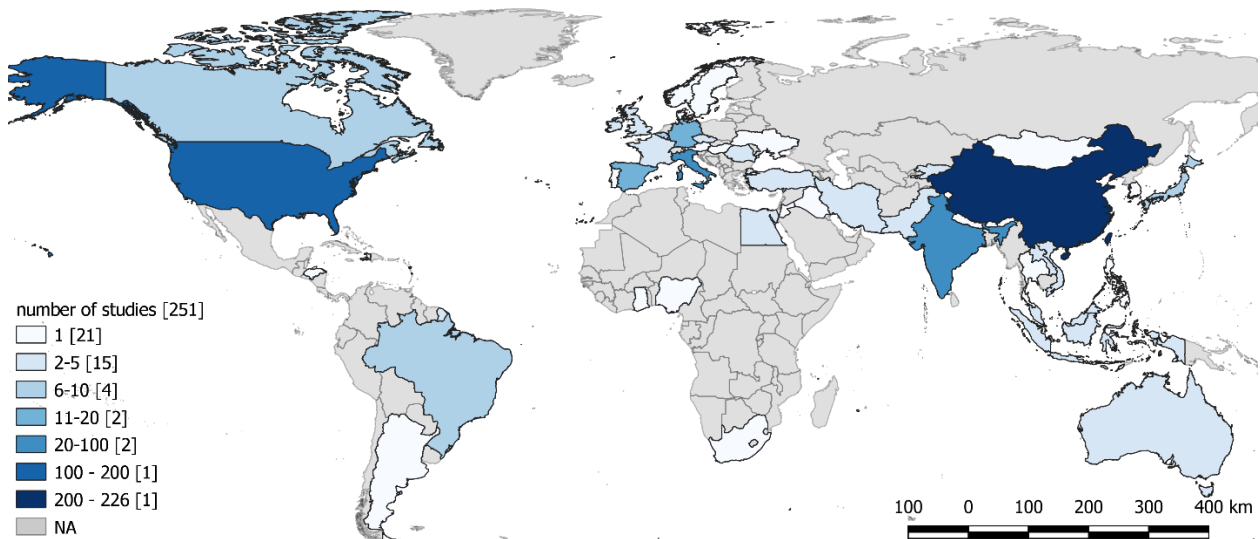 number of studies [251]
1 [21]
2-5 [15]
6-10 [4]
11-20 [2]
20-100 [2]
100 - 200 [1]
200 - 226 [1]
NA
100 0 100 200 300 400 km